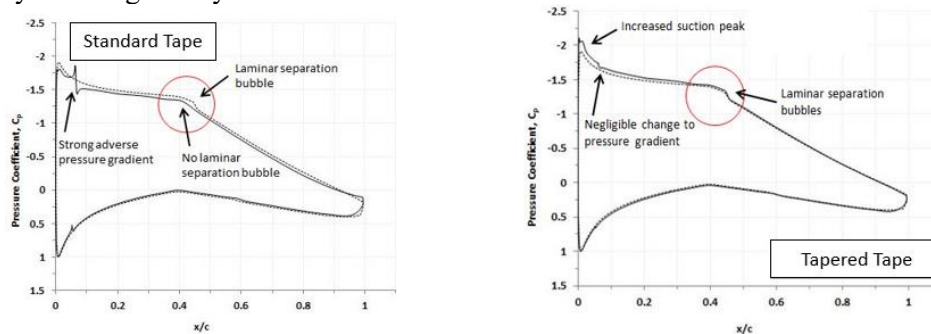 Standard Tape
Laminar separation
bubble
Strong adverse
pressure gradient
No laminar
separation bubble
Pressure Coefficient, Cp
-2.5
-2
-1.5
-1
-0.5
0
0.5
1
1.5
0
0.2
0.4
0.6
0.8
1
x/c
Increased suction peak
Laminar separation
bubbles
Negligible change to
pressure gradient
Tapered Tape
Pressure Coefficient, Cp
-2.5
-2
-1.5
-1
-0.5
0
0.5
1
1.5
0
0.2
0.4
0.6
0.8
1
x/c